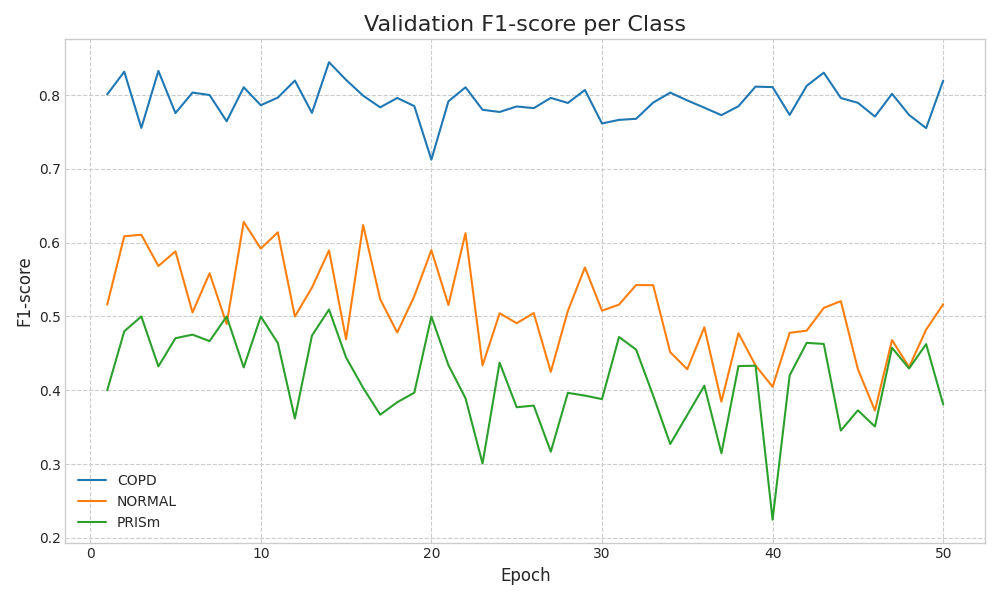 Validation F1-score per Class
F1-score
0.8
0.7
0.6
0.5
0.4
0.3
0.2
COPD
NORMAL
PRISm
0 10 20 30 40 50
Epoch